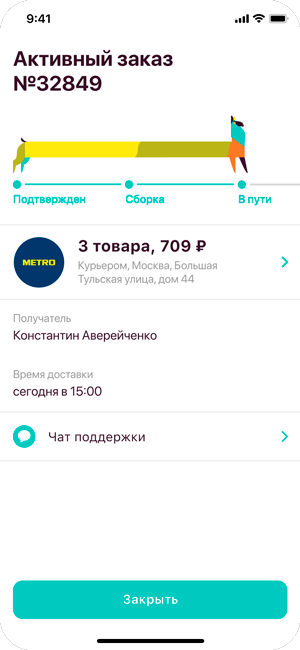 9:41
Активный заказ
№32849
Подтвержден
Сборка
В пути
METRO
3 товара, 709 ₽
Курьером, Москва, Большая
Тульская улица, дом 44
Получатель
Константин Аверейченко
Время доставки
сегодня в 15:00
Чат поддержки
Закрыть